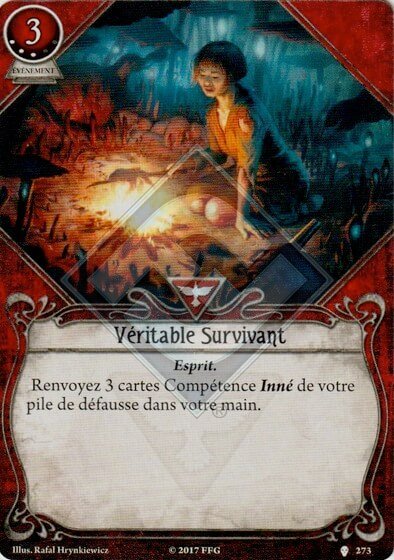 3
ÉVÉNEMENT
Véritable Survivant
Esprit.
Renvoyez 3 cartes Compétence Inné de votre
pile de défausse dans votre main.
Illus. Rafal Hrynkiewicz © 2017 FFG 273